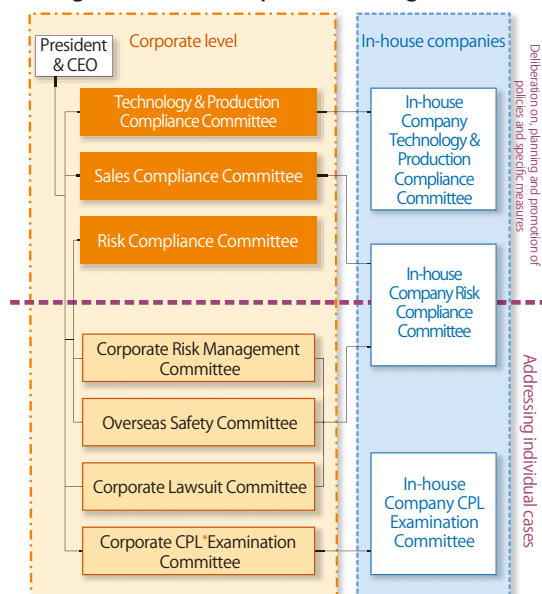 President
& CEO
Corporate level
In-house companies
Technology & Production
Compliance Committee
Sales Compliance Committee
Risk Compliance Committee
Corporate Risk Management
Committee
Overseas Safety Committee
Corporate Lawsuit Committee
Corporate CPL*Examination
Committee
In-house
Company
Technology &
Production
Compliance
Committee
In-house
Company Risk
Compliance
Committee
In-house
Company CPL
Examination
Committee
Deliberation on, planning and promotion of
policies and specific measures
Addressing individual cases